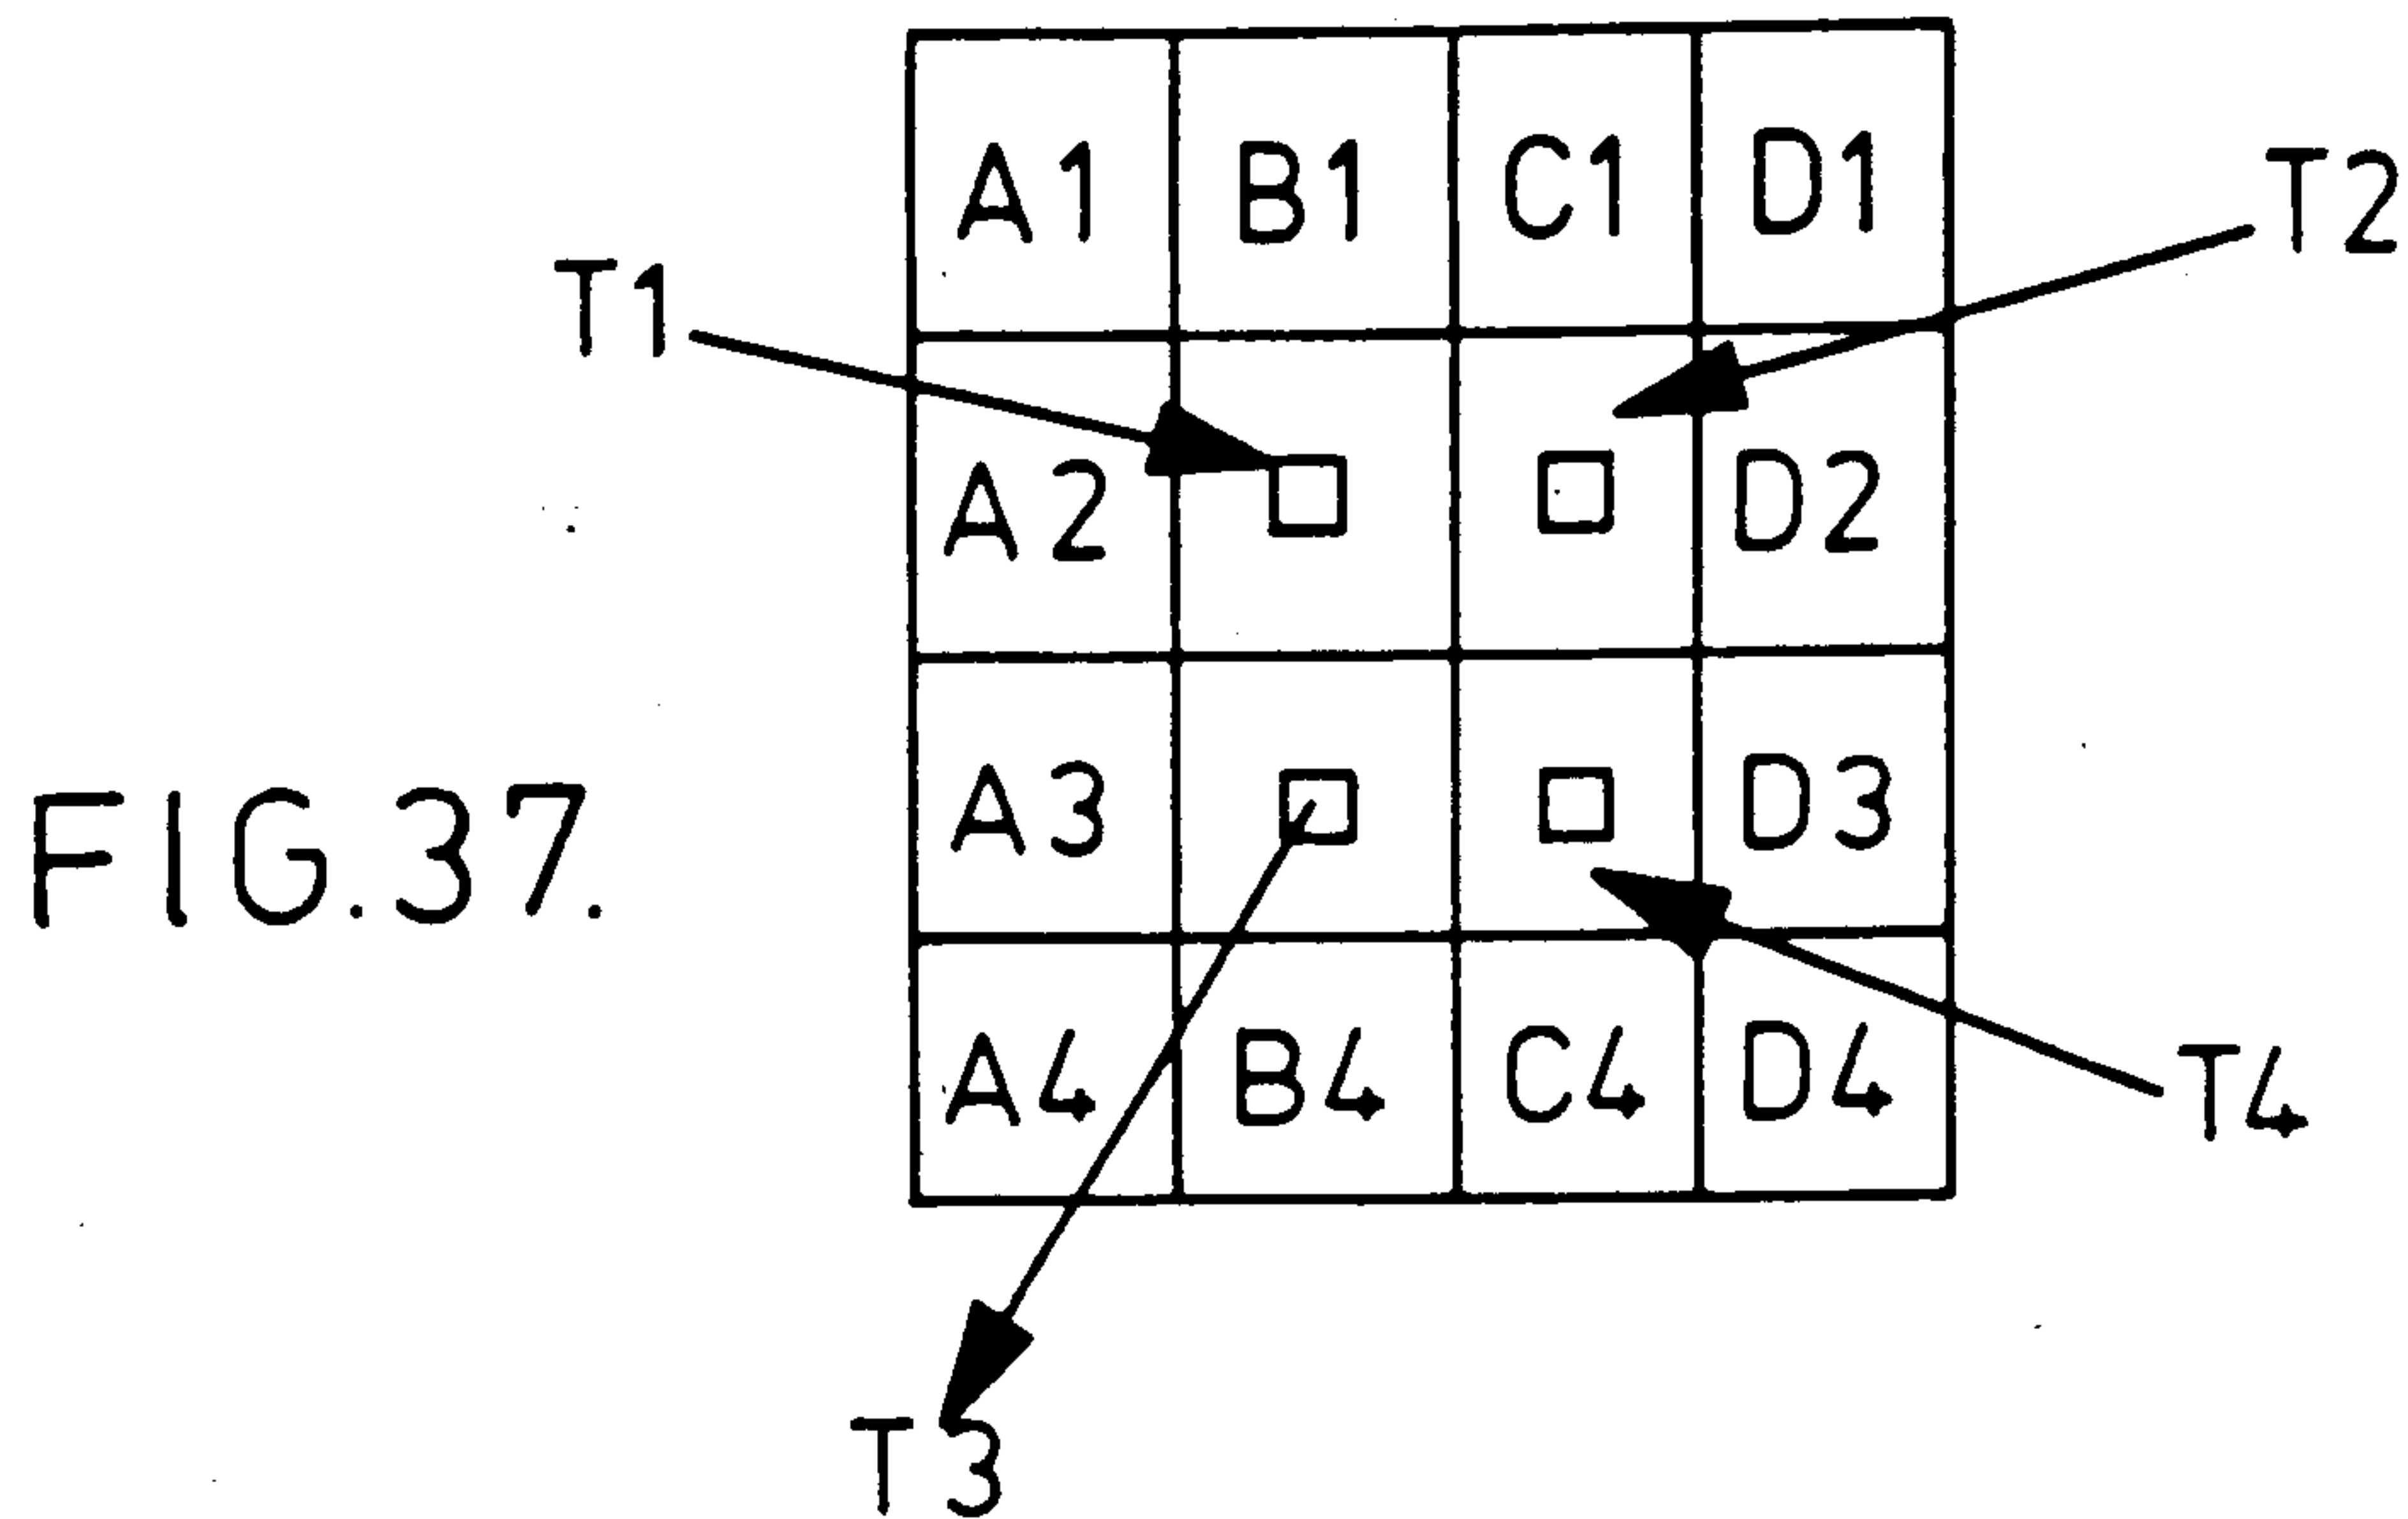 A1 B1 C1 D1
T2
T1
A2 D2
A3 D3
FIG.37.
A4 B4 C4 D4
T4
T3